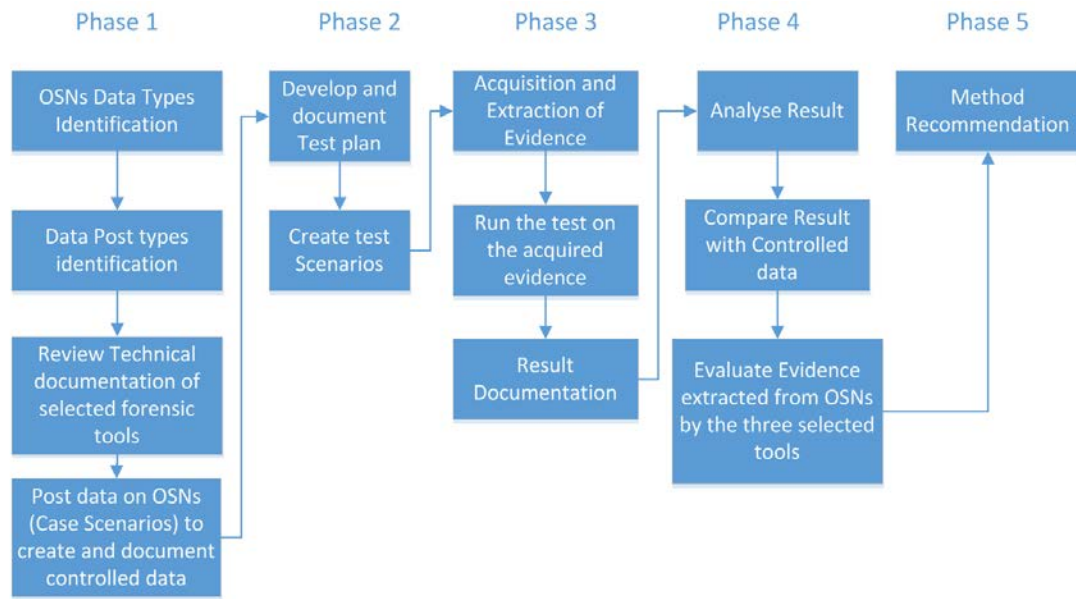 Phase 1
Phase 2
Phase 3
Phase 4
Phase 5
OSNs Data Types
Identification
Data Post types
identification
Review Technical
documentation of
selected forensic
tools
Post data on OSNs
(Case Scenarios) to
create and document
controlled data
Develop and
document
Test plan
Create test
Scenarios
Acquisition and
Extraction of
Evidence
Run the test on
the acquired
evidence
Result
Documentation
Analyse Result
Compare Result
with Controlled
data
Evaluate Evidence
extracted from OSNs
by the three selected
tools
Method
Recommendation